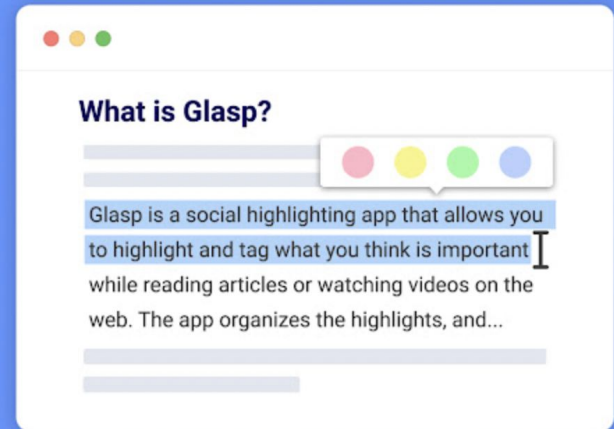 What is Glasp?
Glasp is a social highlighting app that allows you
to highlight and tag what you think is important
while reading articles or watching videos on the
web. The app organizes the highlights, and...